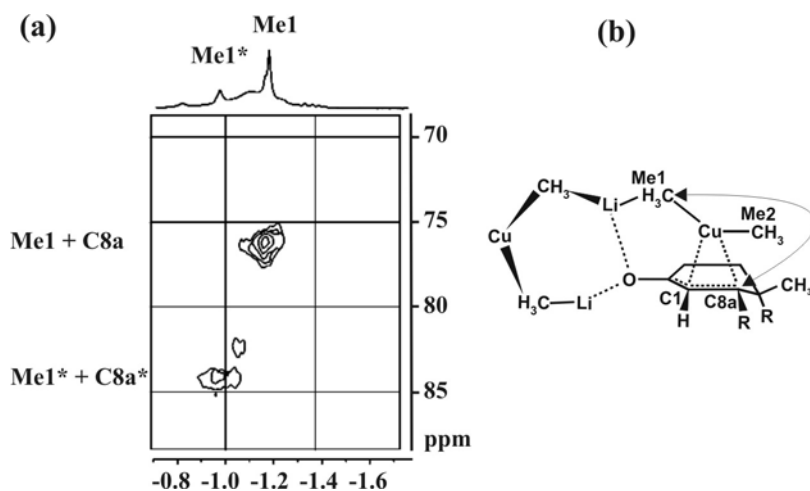 (a)
Me1
Me1*
70
75
Me1 + C8a
80
Me1* + C8a*
85
ppm
-0.8 -1.0 -1.2 -1.4 -1.6
(b)
Me1
CH₃
Li
H₃C
Me2
Cu
Cu
CH₃
O
H₃C
Li
C1
C8a
CH₃
H
R
R